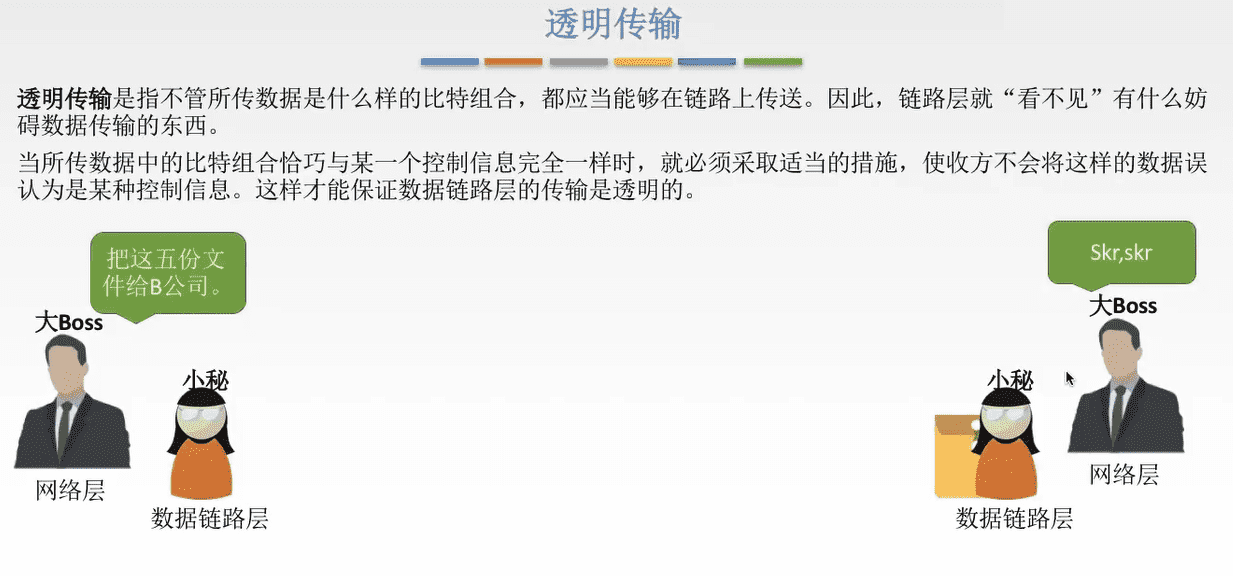 透明传输
透明传输是指不管所传数据是什么样的比特组合，都应当能够在链路上传送。因此，链路层就“看不见”有什么妨
碍数据传输的东西。
当所传数据中的比特组合恰巧与某一个控制信息完全一样时，就必须采取适当的措施，使收方不会将这样的数据误
认为是某种控制信息。这样才能保证数据链路层的传输是透明的。
把这五份文
件给B公司。
大Boss
小秘
网络层
数据链路层
Skr,skr
大Boss
小秘
网络层
数据链路层